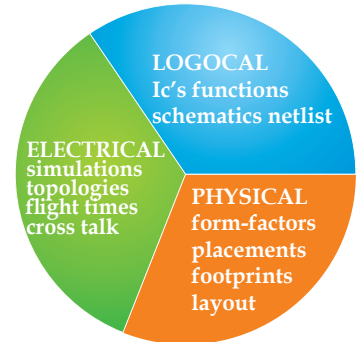 LOGOCAL
Ic's functions
schematics netlist
ELECTRICAL
simulations
topologies
flight times
cross talk
PHYSICAL
form-factors
placements
footprints
layout